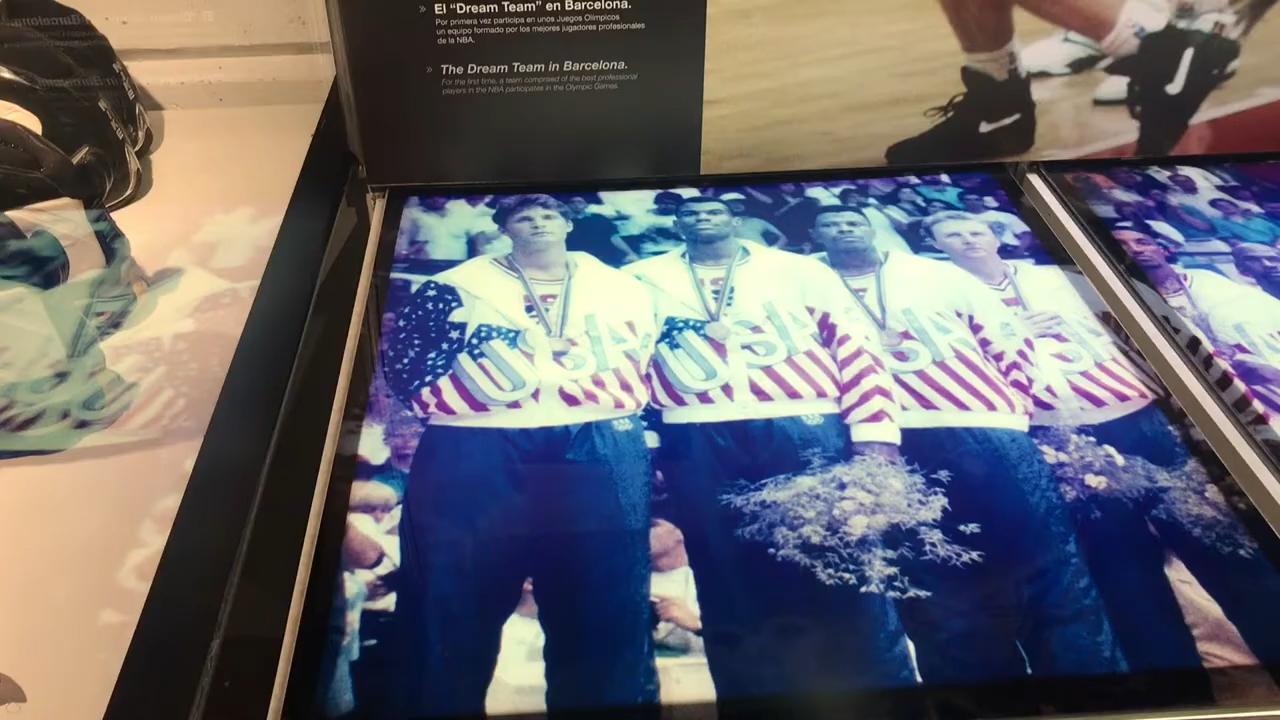 » El “Dream Team” en Barcelona.
Por primera vez participa en unos Juegos Olímpicos
un equipo formado por los mejores jugadores profesionales
de la NBA.
» The Dream Team in Barcelona.
For the first time, a team comprised of the best professional
players in the NBA participates in the Olympic Games.
USA
USA
USA
USA